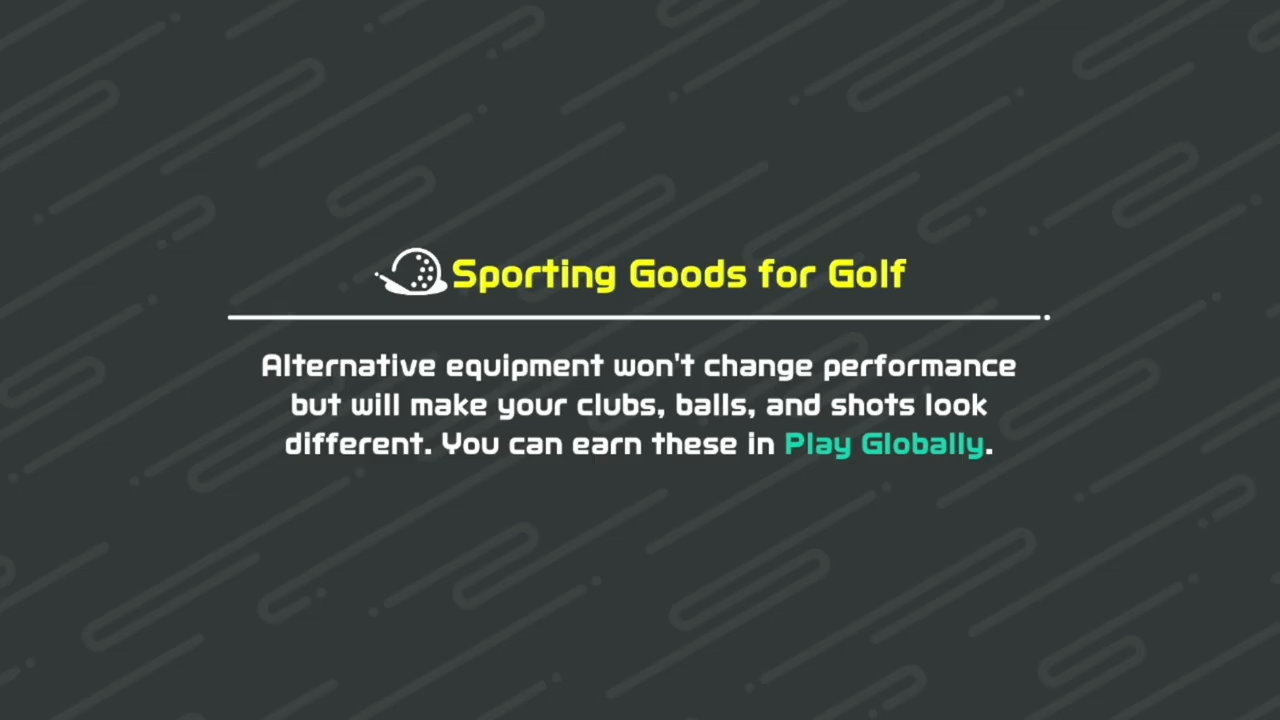 Sporting Goods for Golf
Alternative equipment won't change performance
but will make your clubs, balls, and shots look
different. You can earn these in Play Globally.